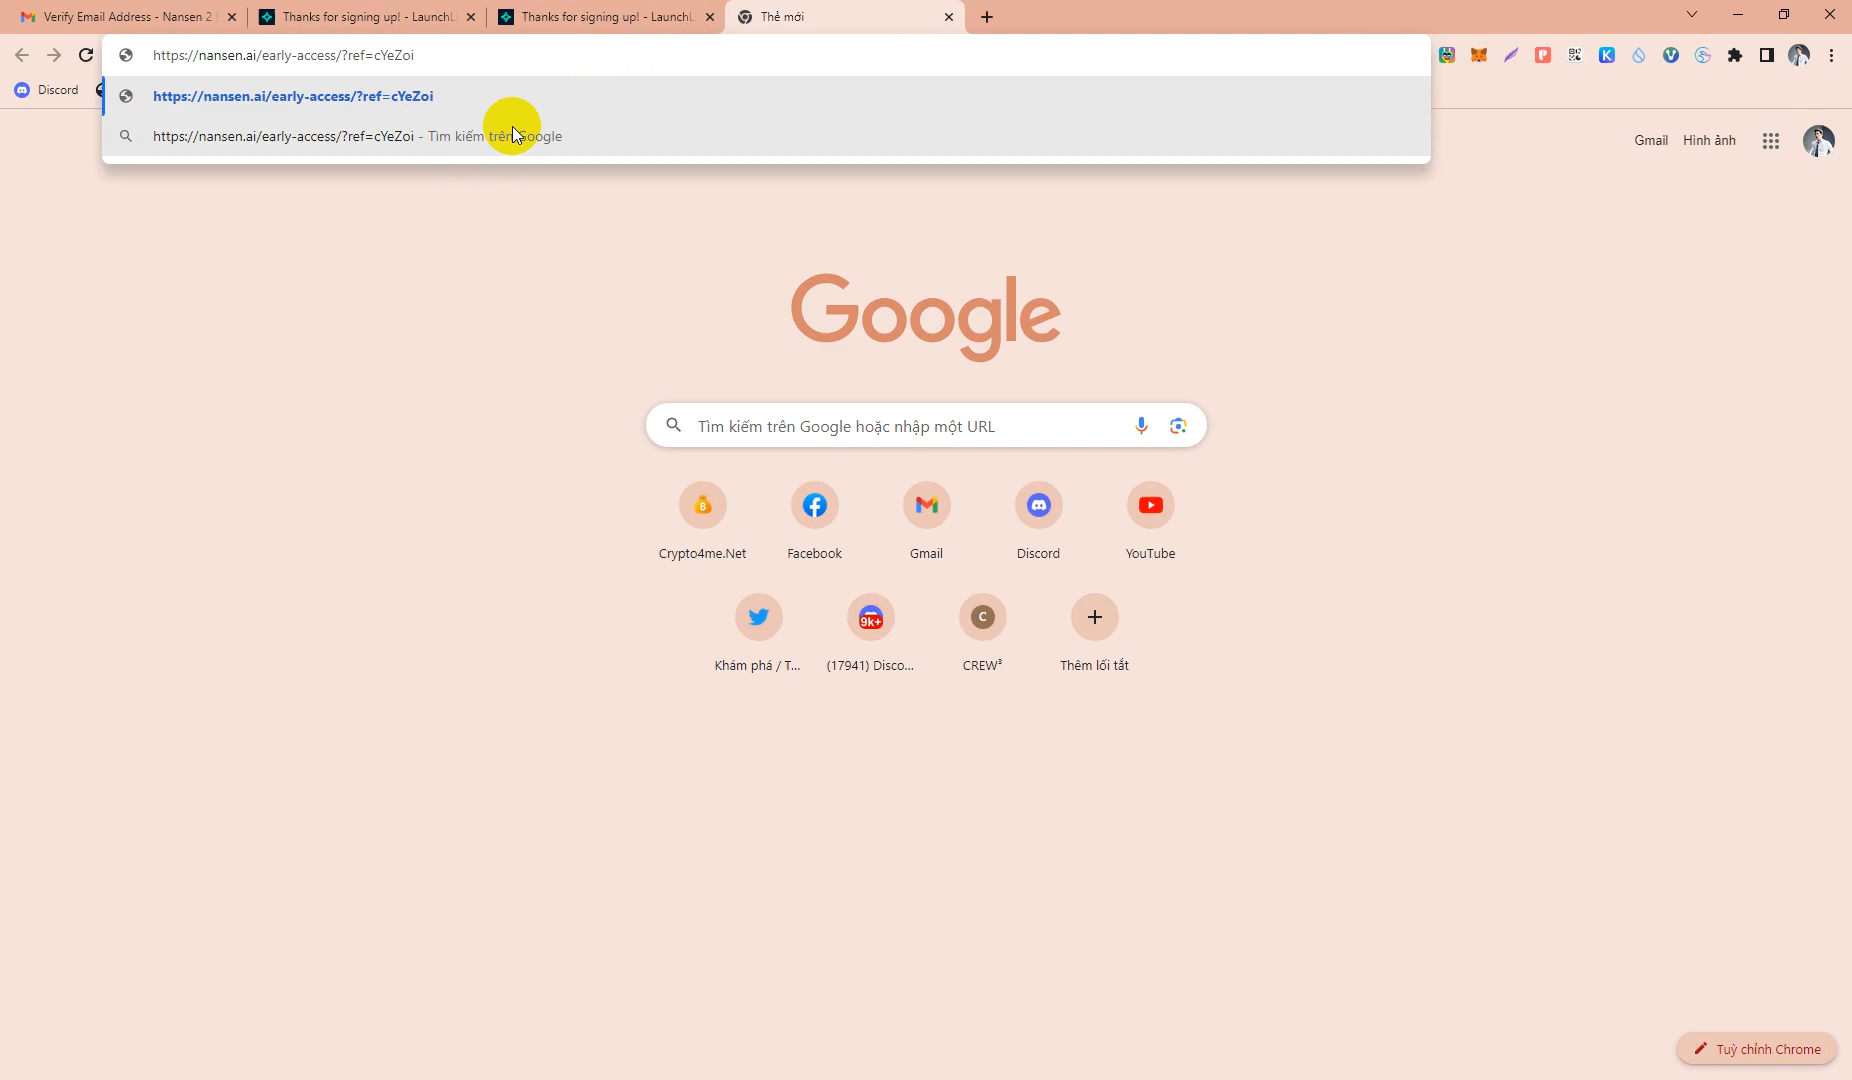 Verify Email Address - Nansen 2
Thanks for signing up! - LaunchL
Thanks for signing up! - LaunchL
Thẻ mới
https://nansen.ai/early-access/?ref=cYeZoi
Discord
https://nansen.ai/early-access/?ref=cYeZoi
https://nansen.ai/early-access/?ref=cYeZoi - Tìm kiếm trên Google
Gmail
Hình ảnh
Google
Tìm kiếm trên Google hoặc nhập một URL
Crypto4me.Net
Facebook
Gmail
Discord
YouTube
9k+
C
Khám phá / T...
(17941) Disco...
CREW³
Thêm lối tắt
Tuỳ chỉnh Chrome